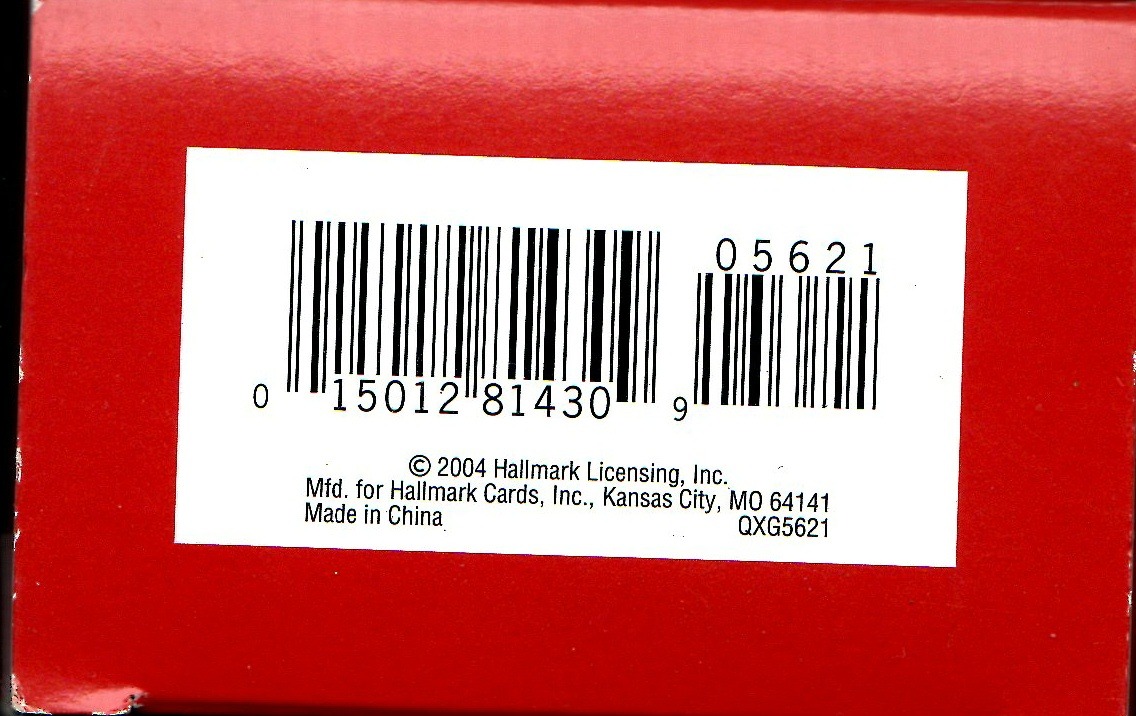 05621
0 15012 81430 9
© 2004 Hallmark Licensing, Inc.
Mfd. for Hallmark Cards, Inc., Kansas City, MO 64141
Made in China QXG5621